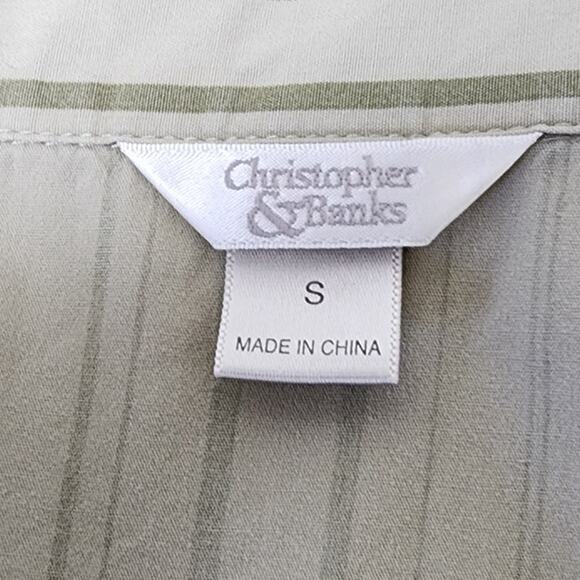 Christopher
& Banks
S
MADE IN CHINA